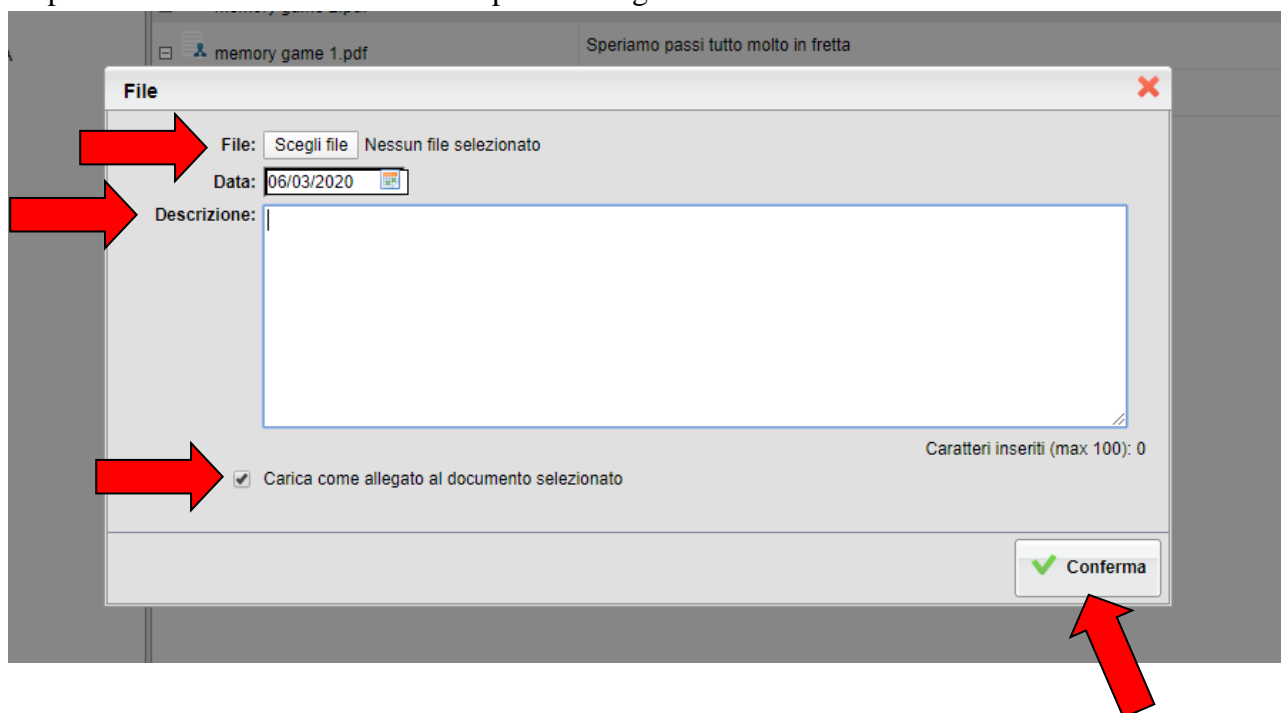 memory game 1.pdf Speriamo passi tutto molto in fretta
File
File: Scegli file Nessun file selezionato
Data: 06/03/2020
Descrizione:
Caratteri inseriti (max 100): 0
Carica come allegato al documento selezionato
Conferma